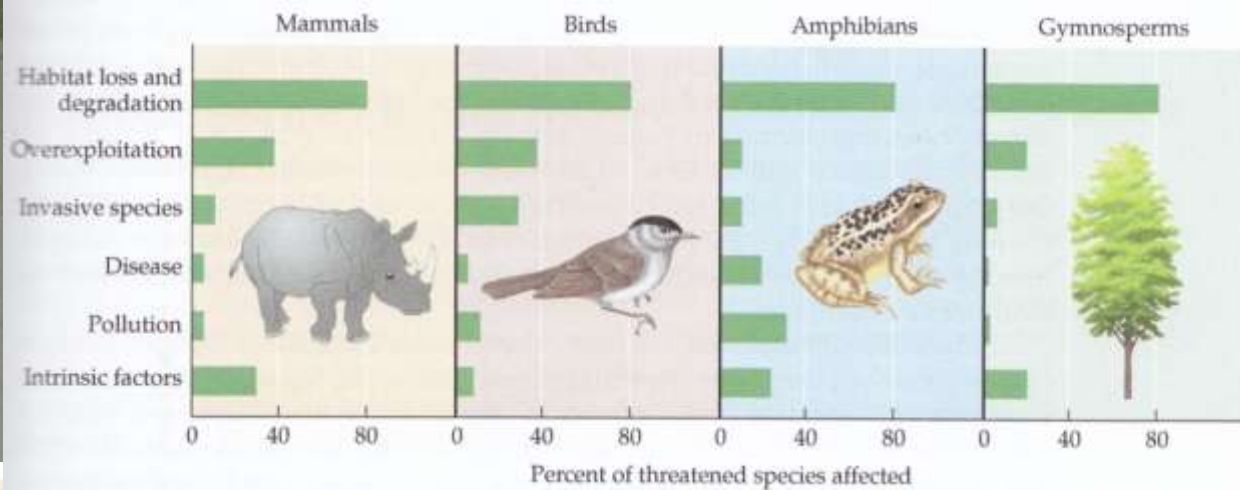 Mammals Birds Amphibians Gymnosperms
Habitat loss and
degradation
Overexploitation
Invasive species
Disease
Pollution
Intrinsic factors
0 40 80 0 40 80 0 40 80 0 40 80
Percent of threatened species affected